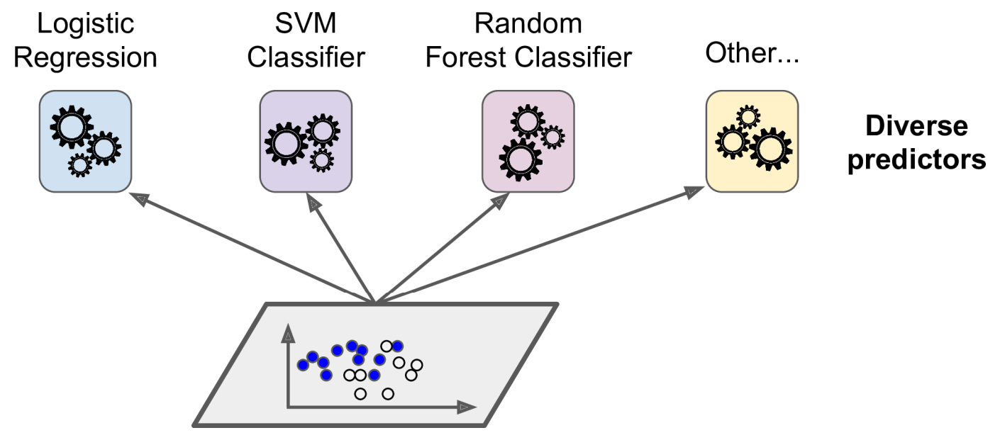 Logistic
Regression
SVM
Classifier
Random
Forest Classifier
Other...
Diverse
predictors